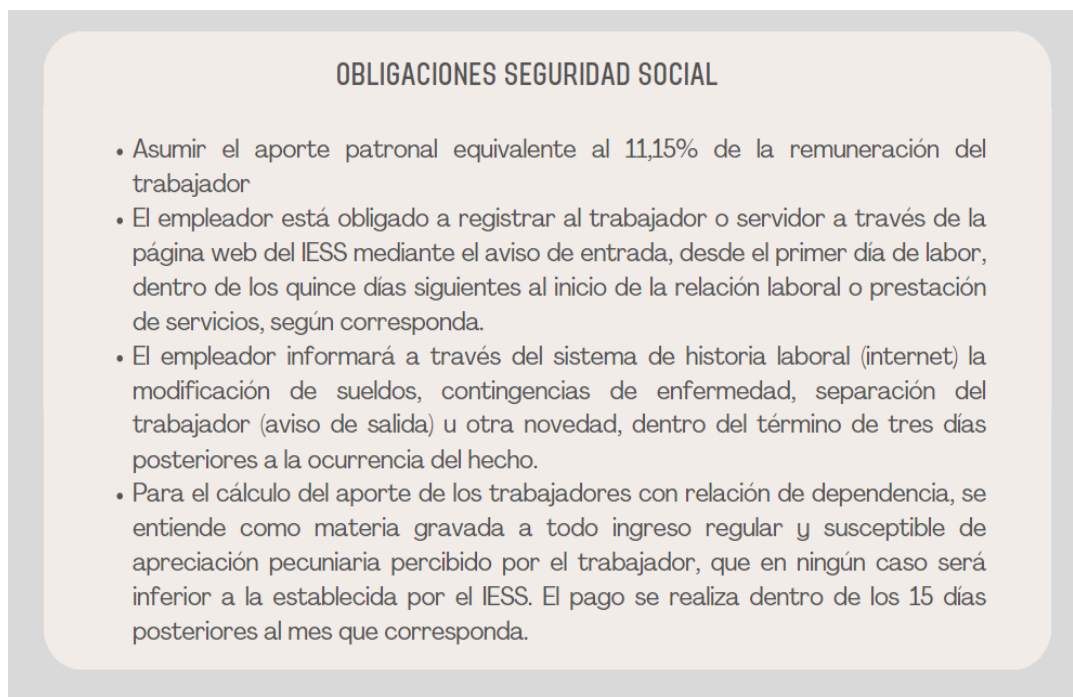 OBLIGACIONES SEGURIDAD SOCIAL
• Asumir el aporte patronal equivalente al 11,15% de la remuneración del
trabajador
• El empleador está obligado a registrar al trabajador o servidor a través de la
página web del IESS mediante el aviso de entrada, desde el primer día de labor,
dentro de los quince días siguientes al inicio de la relación laboral o prestación
de servicios, según corresponda.
• El empleador informará a través del sistema de historia laboral (internet) la
modificación de sueldos, contingencias de enfermedad, separación del
trabajador (aviso de salida) u otra novedad, dentro del término de tres días
posteriores a la ocurrencia del hecho.
• Para el cálculo del aporte de los trabajadores con relación de dependencia, se
entiende como materia gravada a todo ingreso regular y susceptible de
apreciación pecuniaria percibido por el trabajador, que en ningún caso será
inferior a la establecida por el IESS. El pago se realiza dentro de los 15 días
posteriores al mes que corresponda.